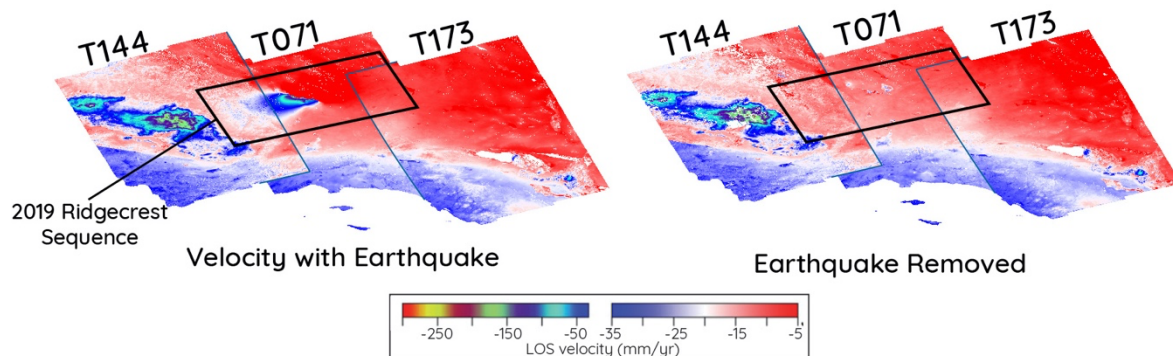 T144 T071 T173
T144 T071 T173
2019 Ridgecrest
Sequence
Velocity with Earthquake
Earthquake Removed
-250 -150 -50 -35 -25 -15 -5
LOS velocity (mm/yr)